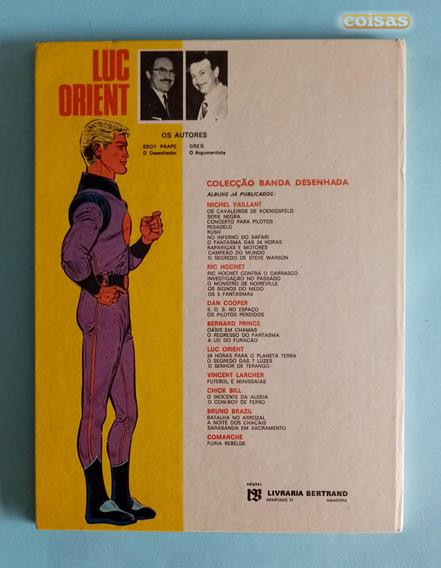 coisas
LUC
ORIENT
OS AUTORES
EDDY PAAPE
O Desenhador
GREG
O Argumentista
COLECÇÃO BANDA DESENHADA
ÁLBUNS JÁ PUBLICADOS:
MICHEL VAILLANT
OS CAVALEIROS DE KOENIGSFELD
SÉRIE NEGRA
CONCERTO PARA PILOTOS
PESADELO
RUSH
NO INFERNO DO SAFARI
O FANTASMA DAS 24 HORAS
RAPARIGAS E MOTORES
CAMPEÃO DO MUNDO
O SEGREDO DE STEVE WARSON
RIC HOCHET
RIC HOCHET CONTRA O CARRASCO
INVESTIGAÇÃO NO PASSADO
O MONSTRO DE NOIREVILLE
OS SIGNOS DO MEDO
OS 5 FANTASMAS
DAN COOPER
S. O. S. NO ESPAÇO
OS PILOTOS PERDIDOS
BERNARD PRINCE
OÁSIS EM CHAMAS
O REGRESSO DO FANTASMA
A LEI DO FURACÃO
LUC ORIENT
24 HORAS PARA O PLANETA TERRA
O SEGREDO DAS 7 LUZES
O SENHOR DE TERANGO
VINCENT LARCHER
FUTEBOL E MINISSAIAS
CHICK BILL
O INOCENTE DA ALDEIA
O COW-BOY DE FERRO
BRUNO BRAZIL
BATALHA NO ARROZAL
A NOITE DOS CHACAIS
SARABANDA EM SACRAMENTO
COMANCHE
FÚRIA REBELDE
edições
LIVRARIA BERTRAND
APARTADO 37 AMADORA